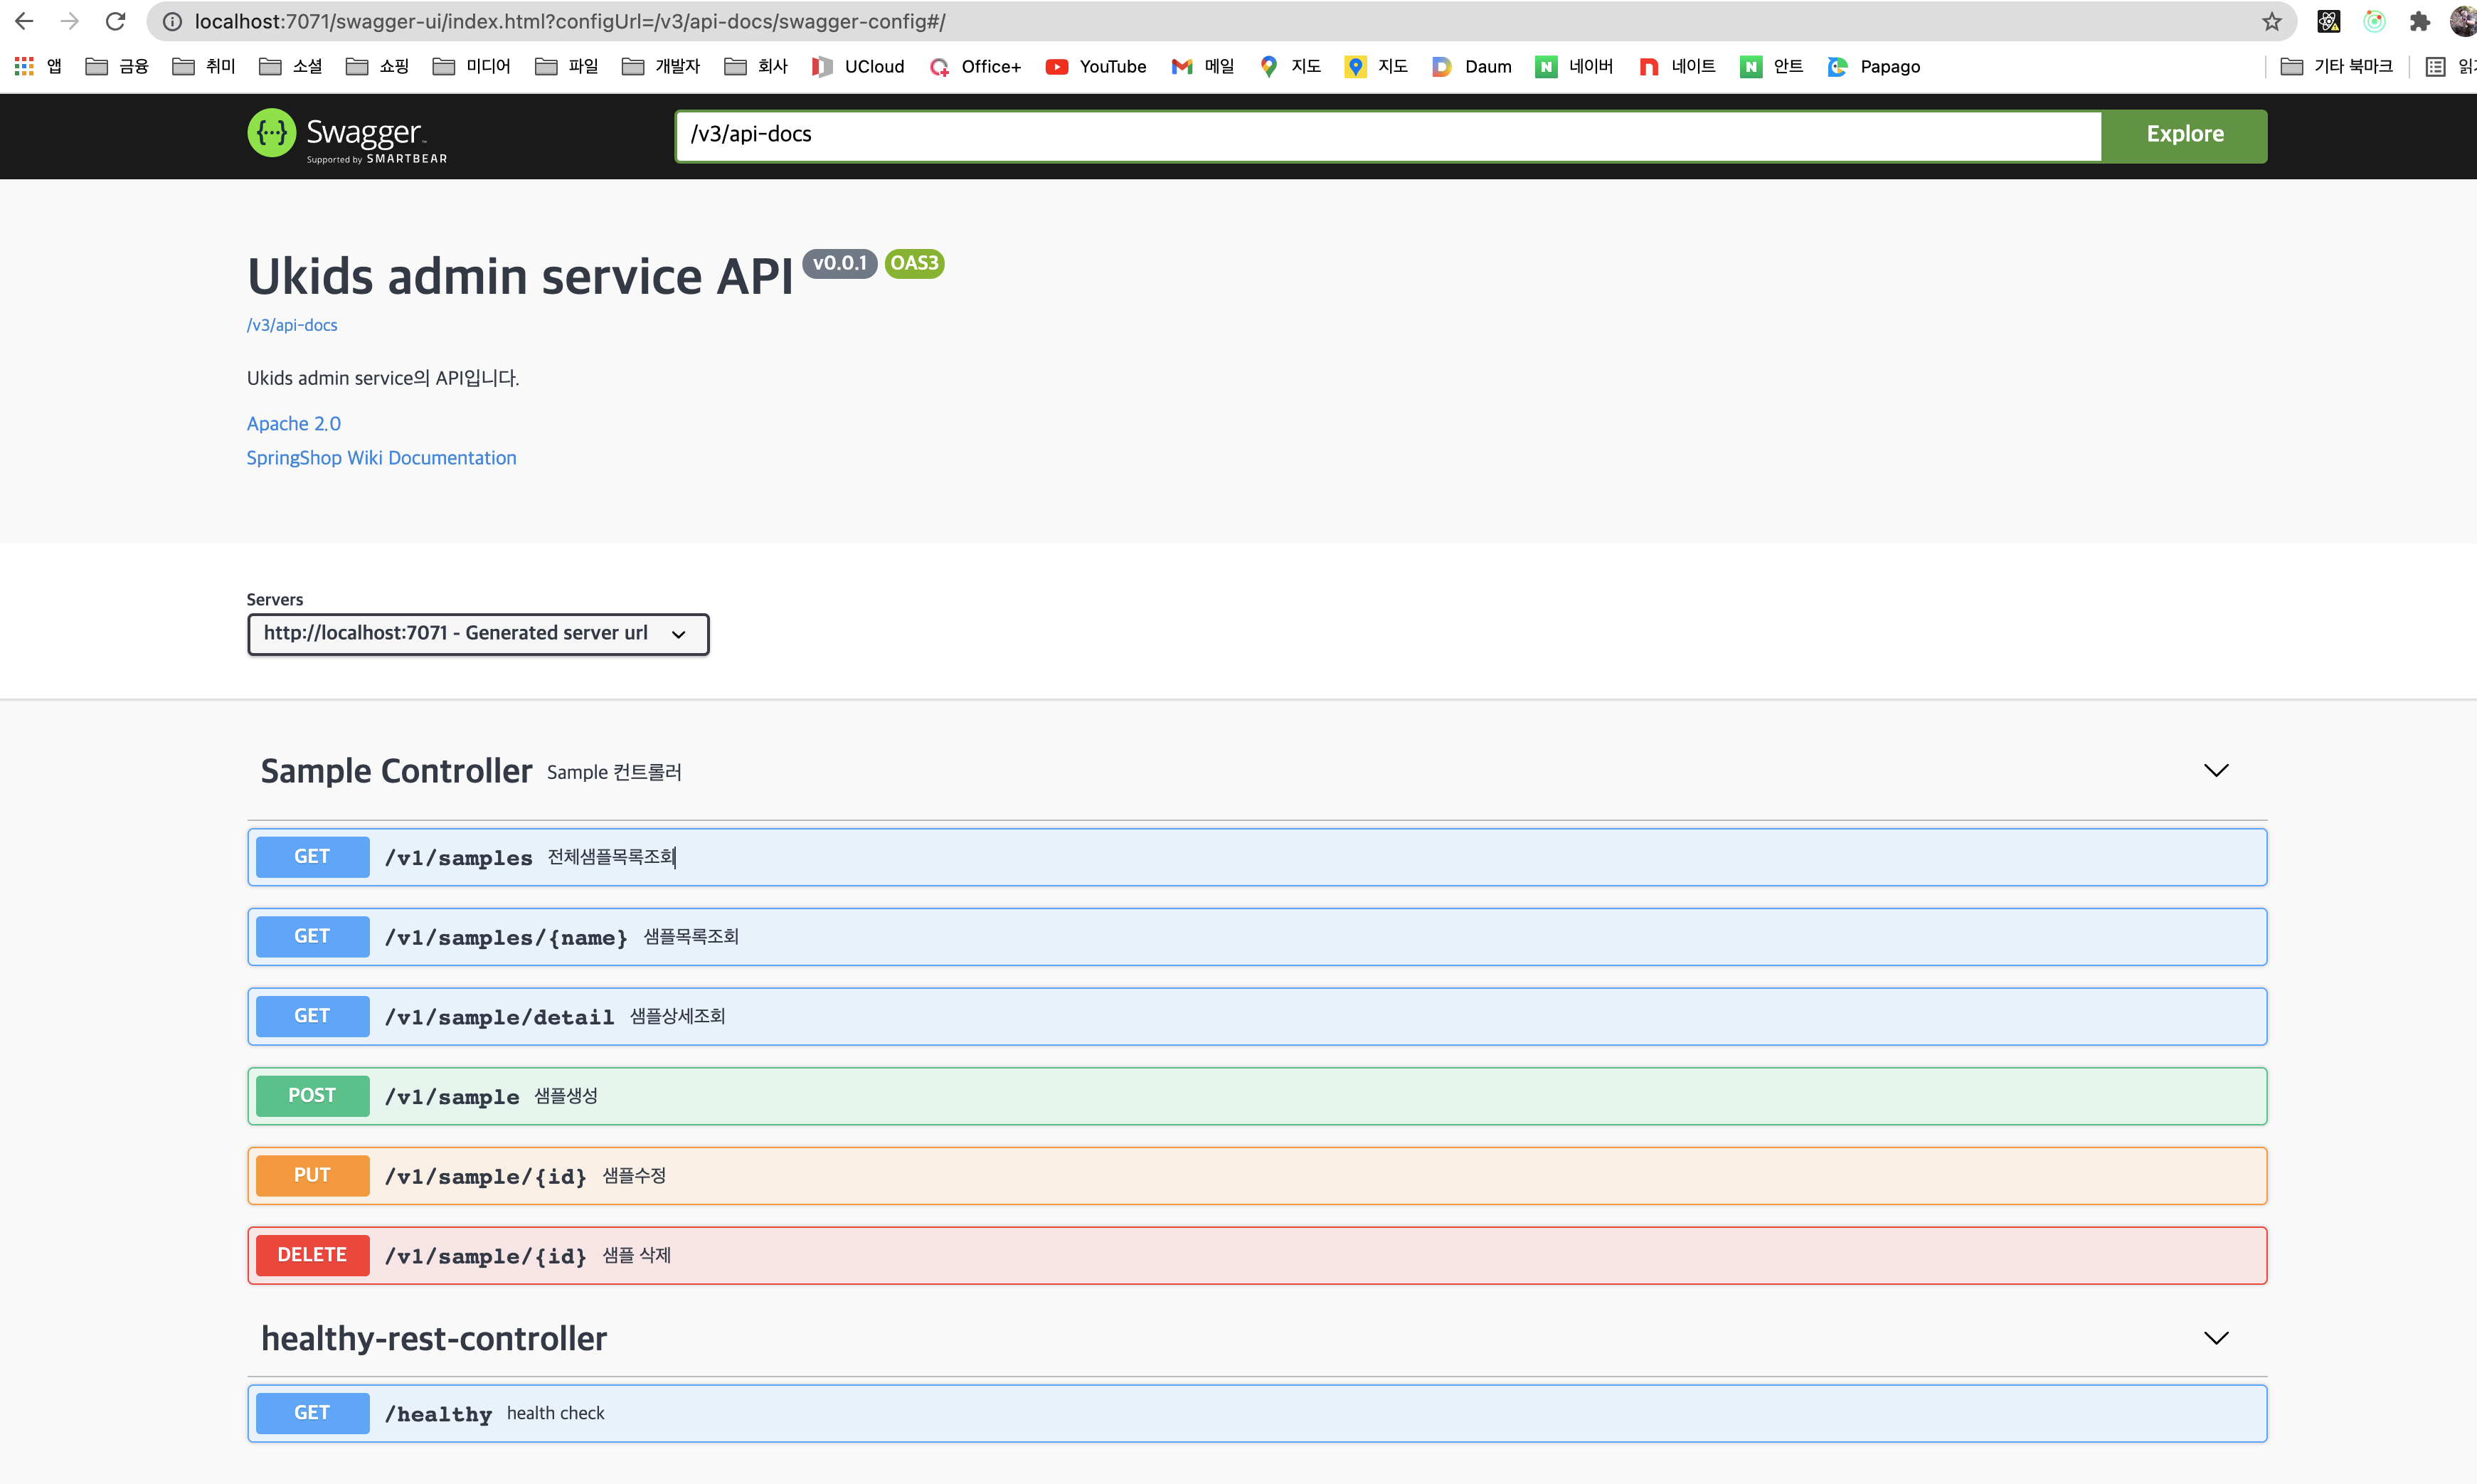 localhost:7071/swagger-ui/index.html?configUrl=/v3/api-docs/swagger-config#/
앱 금융 취미 소셜 쇼핑 미디어 파일 개발자 회사 UCloud Office+ YouTube 메일 지도 지도 Daum 네이버 네이트 안트 Papago 기타 북마크
Swagger
Supported by SMARTBEAR
/v3/api-docs
Explore
Ukids admin service API v0.0.1 OAS3
/v3/api-docs
Ukids admin service의 API입니다.
Apache 2.0
SpringShop Wiki Documentation
Servers
http://localhost:7071 - Generated server url
Sample Controller Sample 컨트롤러
GET /v1/samples 전체샘플목록조회
GET /v1/samples/{name} 샘플목록조회
GET /v1/sample/detail 샘플상세조회
POST /v1/sample 샘플생성
PUT /v1/sample/{id} 샘플수정
DELETE /v1/sample/{id} 샘플 삭제
healthy-rest-controller
GET /healthy health check